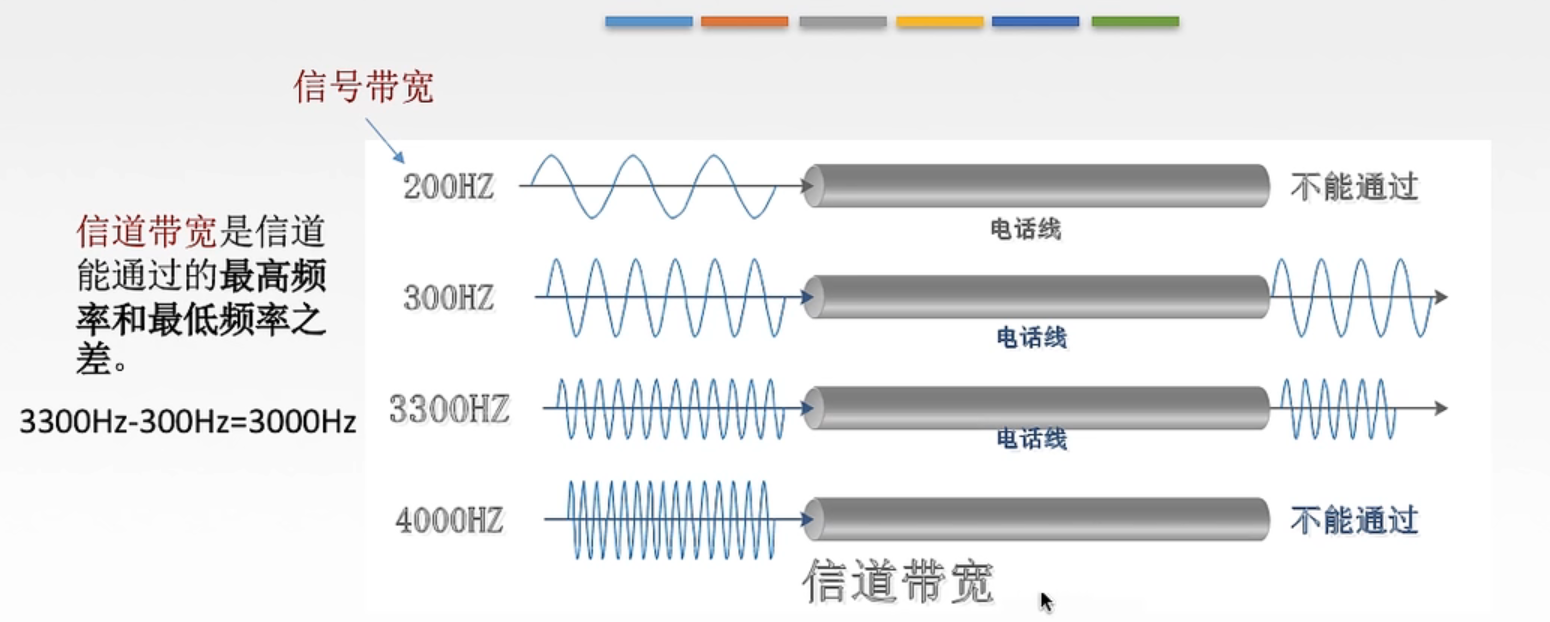 信号带宽
200HZ
不能通过
电话线
信道带宽是信道
能通过的最高频
率和最低频率之
差。
3300Hz-300Hz=3000Hz
300HZ
电话线
3300HZ
电话线
4000HZ
不能通过
信道带宽